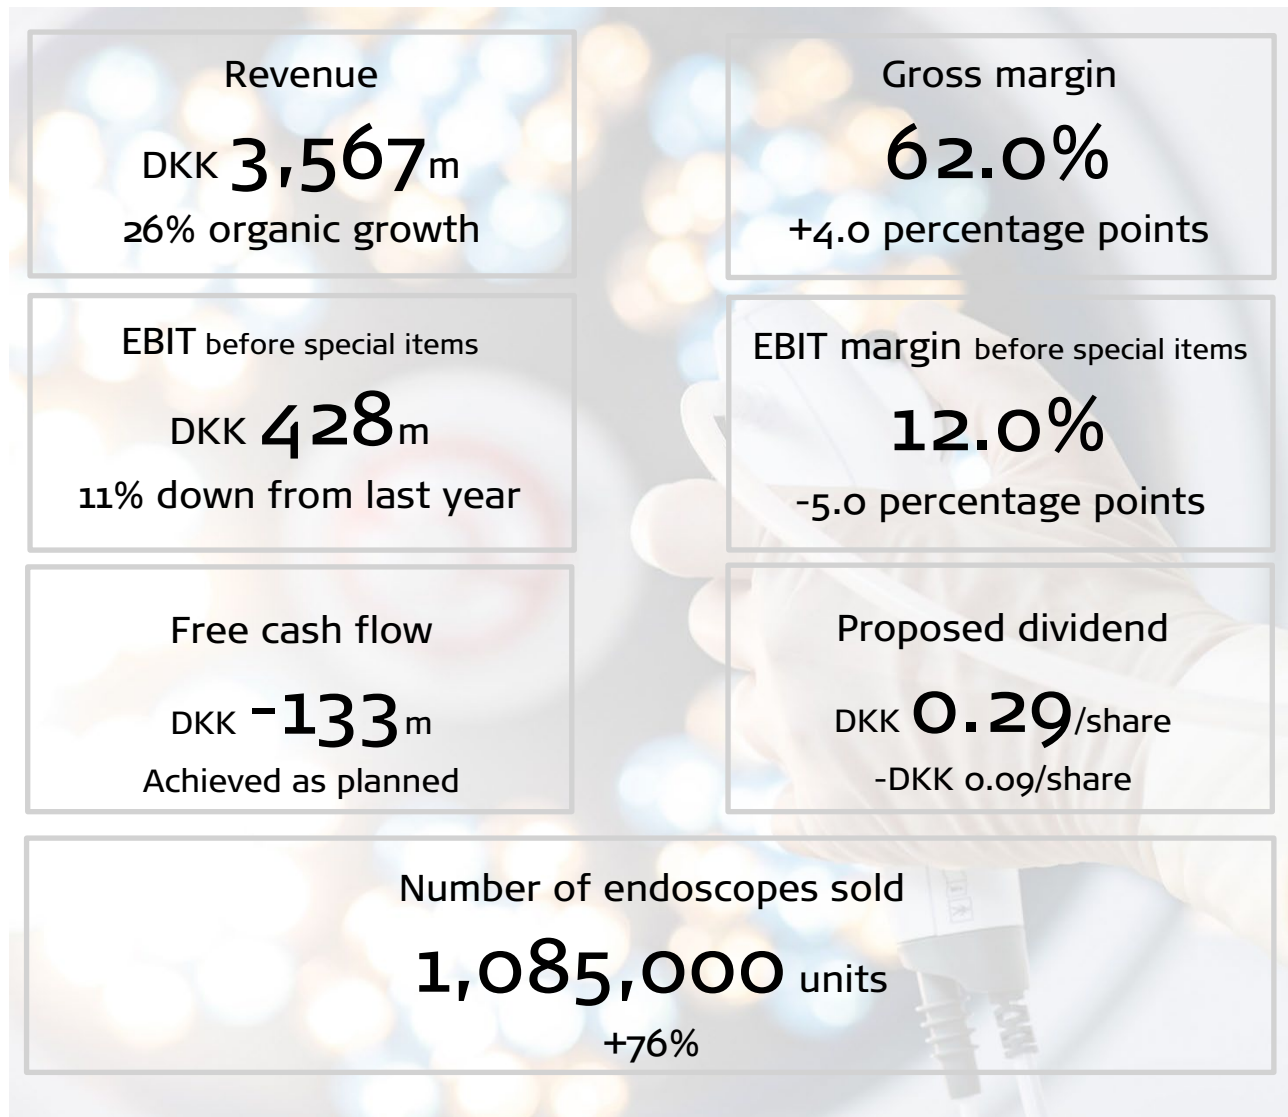 Revenue
DKK 3,567m
26% organic growth
Gross margin
62.0%
+4.0 percentage points
EBIT before special items
DKK 428m
11% down from last year
EBIT margin before special items
12.0%
-5.0 percentage points
Free cash flow
DKK -133m
Achieved as planned
Proposed dividend
DKK 0.29/share
-DKK 0.09/share
Number of endoscopes sold
1,085,000 units
+76%